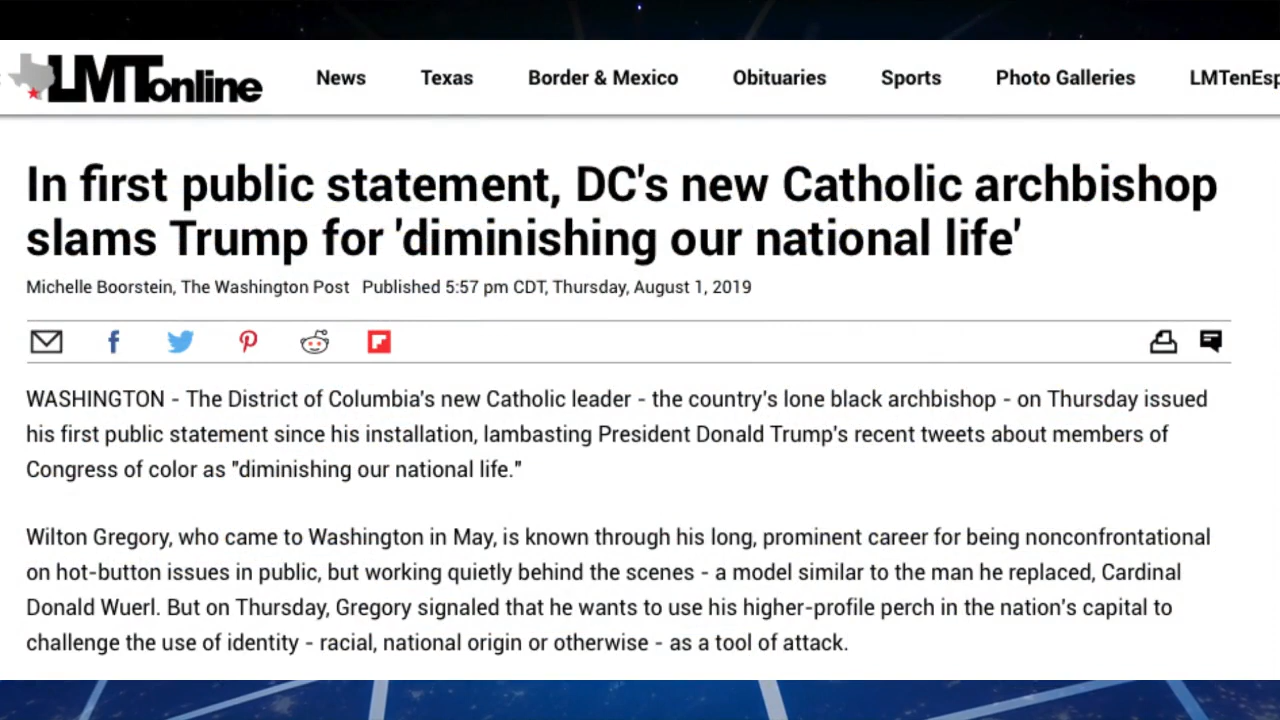 LMTonline
News Texas Border & Mexico Obituaries Sports Photo Galleries LMTenEsp
In first public statement, DC's new Catholic archbishop
slams Trump for 'diminishing our national life'
Michelle Boorstein, The Washington Post Published 5:57 pm CDT, Thursday, August 1, 2019
WASHINGTON - The District of Columbia's new Catholic leader - the country's lone black archbishop - on Thursday issued
his first public statement since his installation, lambasting President Donald Trump's recent tweets about members of
Congress of color as "diminishing our national life."
Wilton Gregory, who came to Washington in May, is known through his long, prominent career for being nonconfrontational
on hot-button issues in public, but working quietly behind the scenes - a model similar to the man he replaced, Cardinal
Donald Wuerl. But on Thursday, Gregory signaled that he wants to use his higher-profile perch in the nation's capital to
challenge the use of identity - racial, national origin or otherwise - as a tool of attack.